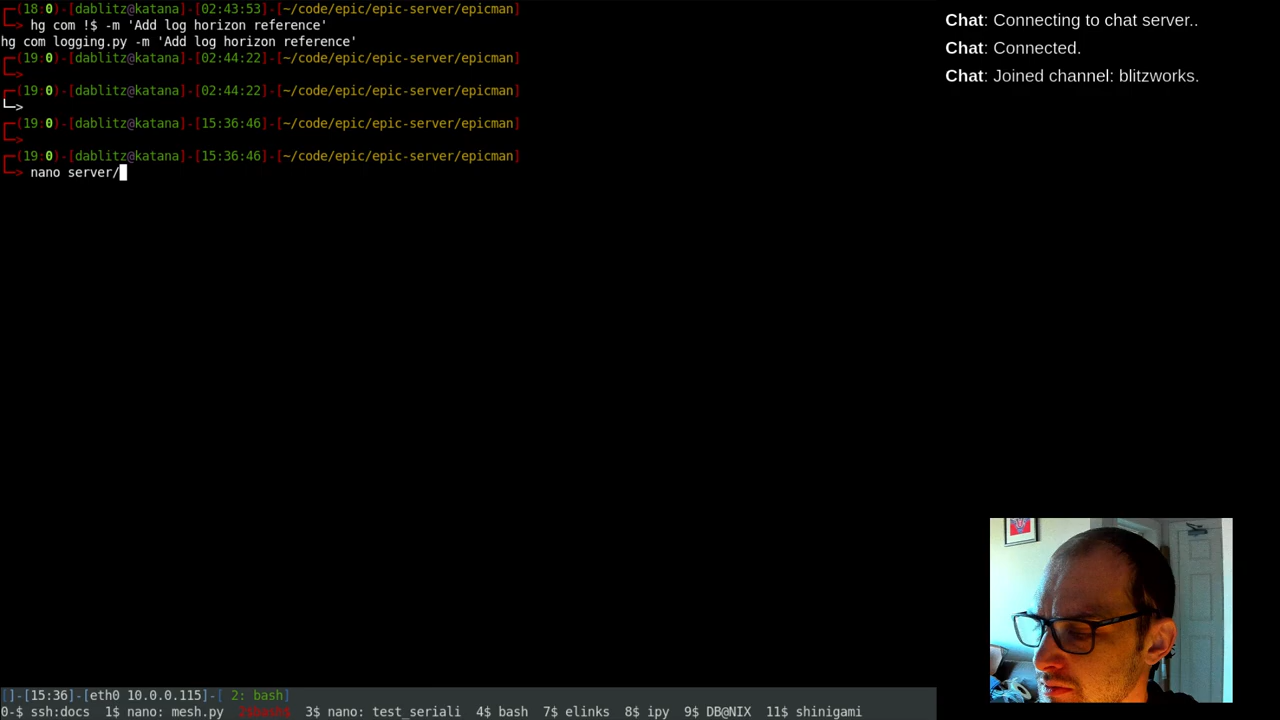 ┌─(18:0)-[dablitz@katana]-[02:43:53]-[~/code/epic/epic-server/epicman]
└─> hg com !$ -m 'Add log horizon reference'
hg com logging.py -m 'Add log horizon reference'
┌─(19:0)-[dablitz@katana]-[02:44:22]-[~/code/epic/epic-server/epicman]
└─>
┌─(19:0)-[dablitz@katana]-[02:44:22]-[~/code/epic/epic-server/epicman]
└─>
┌─(19:0)-[dablitz@katana]-[15:36:46]-[~/code/epic/epic-server/epicman]
└─>
┌─(19:0)-[dablitz@katana]-[15:36:46]-[~/code/epic/epic-server/epicman]
└─> nano server/
[]-[15:36]-[eth0 10.0.0.115]-[ 2: bash]
0-$ ssh:docs 1$ nano: mesh.py 2$bash* 3$ nano: test_seriali 4$ bash 7$ elinks 8$ ipy 9$ DB@NIX 11$ shinigami
Chat: Connecting to chat server..
Chat: Connected.
Chat: Joined channel: blitzworks.